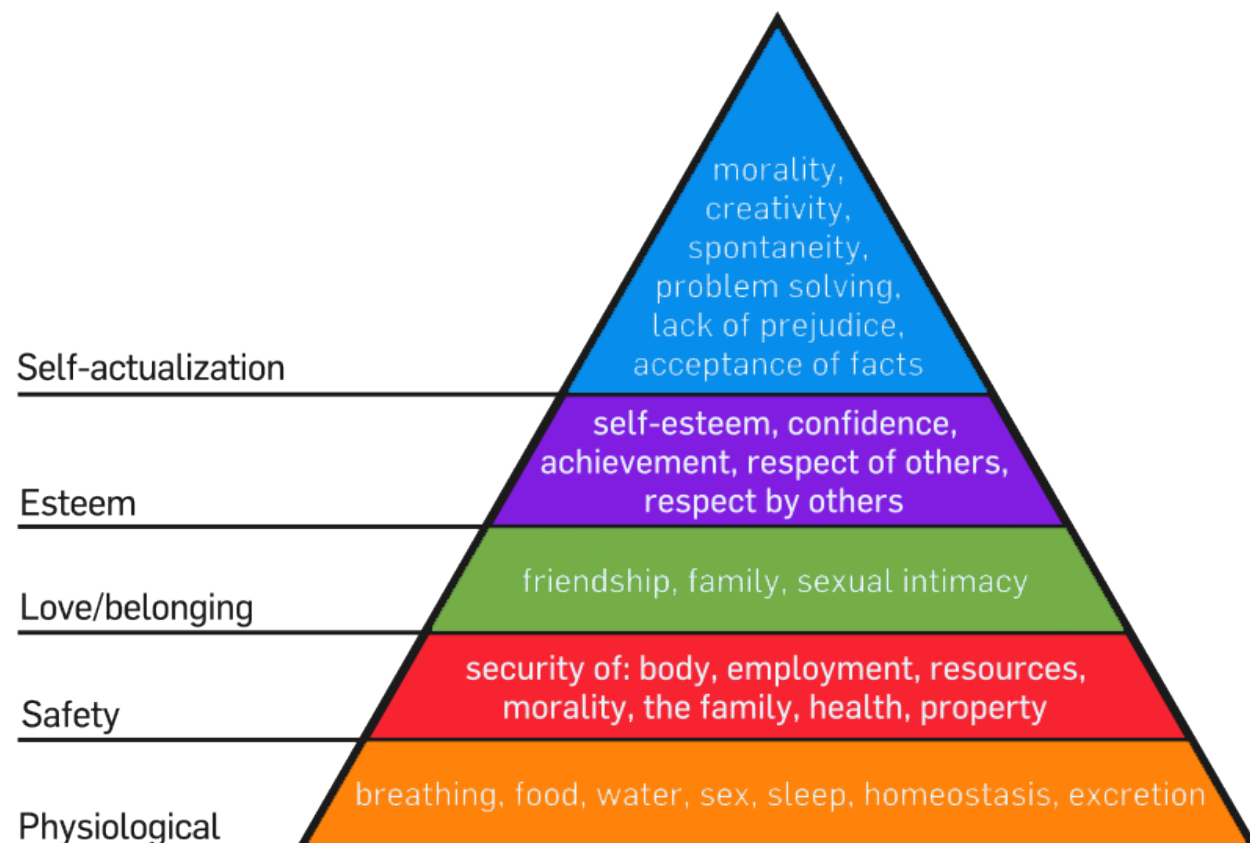 morality,
creativity,
spontaneity,
problem solving,
lack of prejudice,
acceptance of facts
Self-actualization
self-esteem, confidence,
achievement, respect of others,
respect by others
Esteem
friendship, family, sexual intimacy
Love/belonging
security of: body, employment, resources,
morality, the family, health, property
Safety
breathing, food, water, sex, sleep, homeostasis, excretion
Physiological